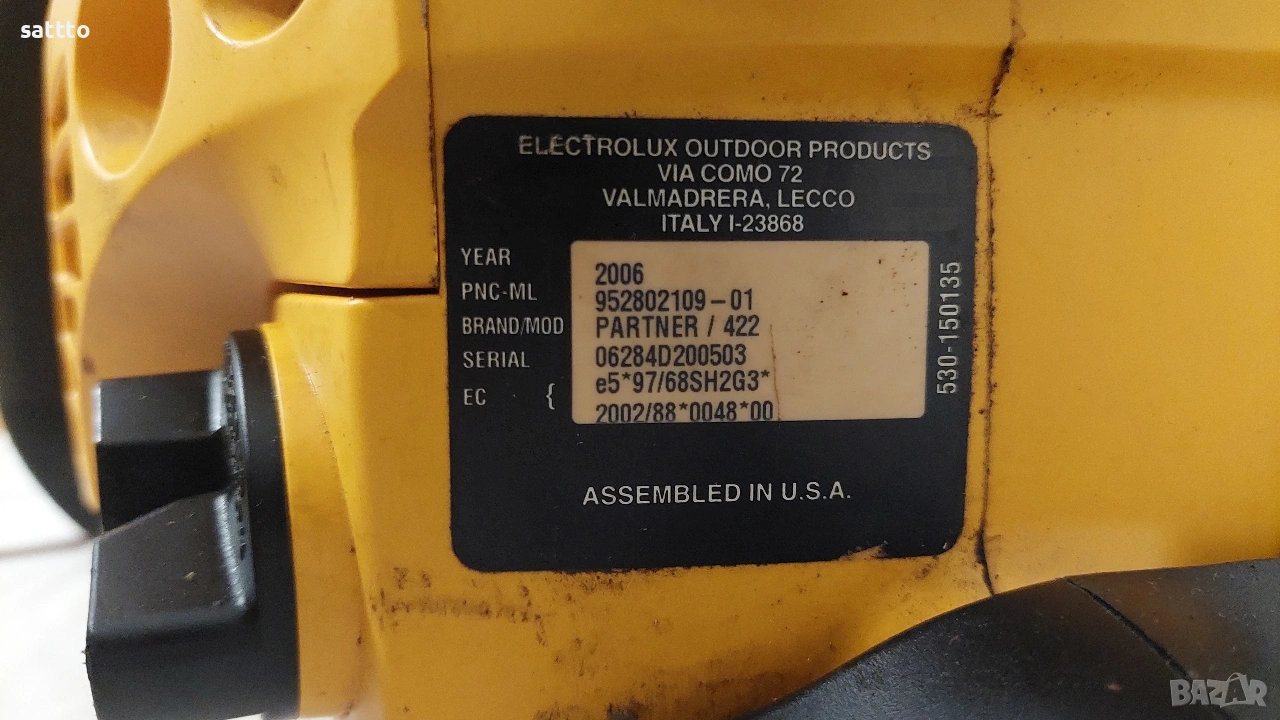 sattto
ELECTROLUX OUTDOOR PRODUCTS
VIA COMO 72
VALMADRERA, LECCO
ITALY I-23868
YEAR 2006
PNC-ML 952802109-01
BRAND/MOD PARTNER / 422
SERIAL 06284D200503
EC { e5*97/68SH2G3*
2002/88*0048*00
530-150135
ASSEMBLED IN U.S.A.
BAZAR